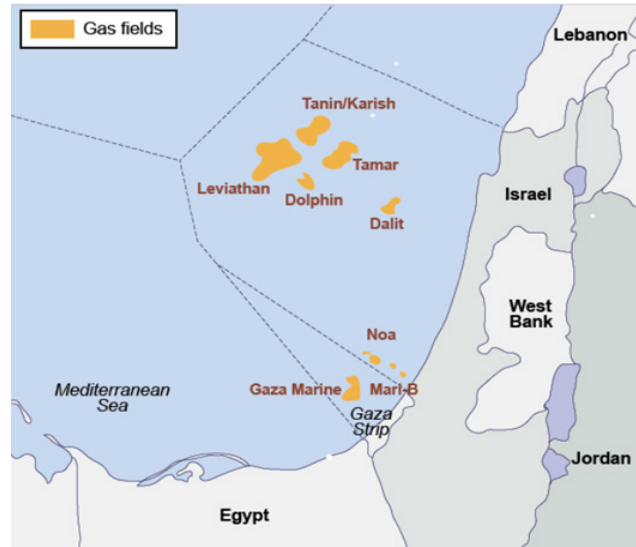 Gas fields
Lebanon
Tanin/Karish
Tamar
Leviathan
Dolphin
Israel
Dalit
West
Bank
Noa
Mediterranean
Sea
Gaza Marine
Mari-B
Gaza
Strip
Jordan
Egypt